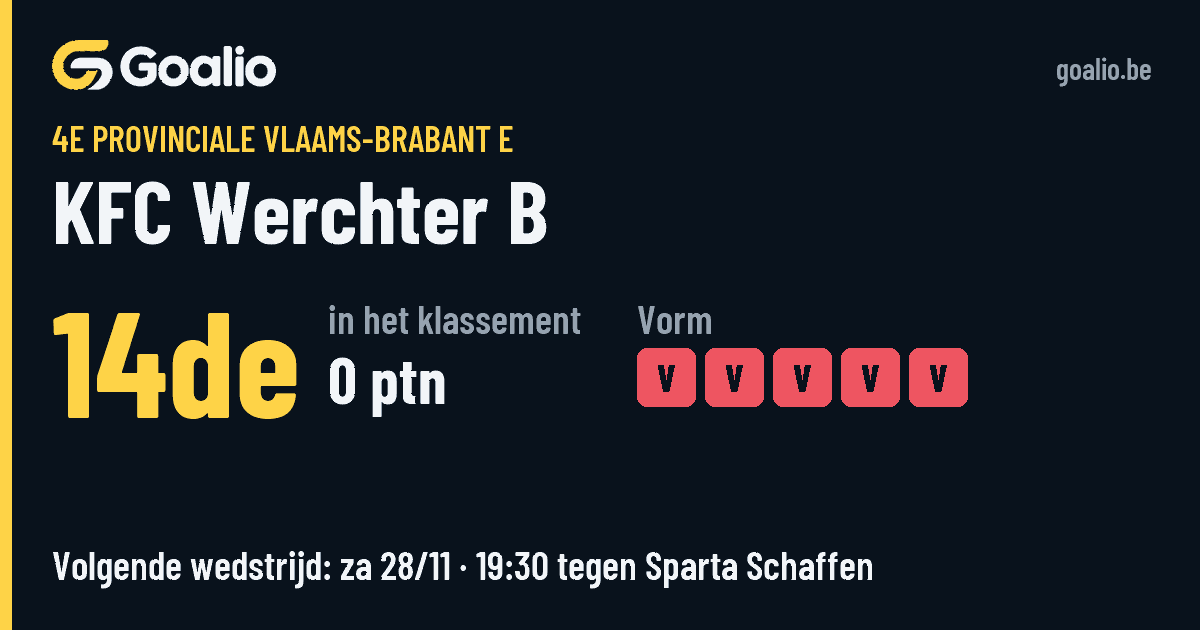 Goalio
goalio.be
4E PROVINCIALE VLAAMS-BRABANT E
KFC Werchter B
14de
in het klassement
0 ptn
Vorm
V V V V V
Volgende wedstrijd: za 28/11 · 19:30 tegen Sparta Schaffen